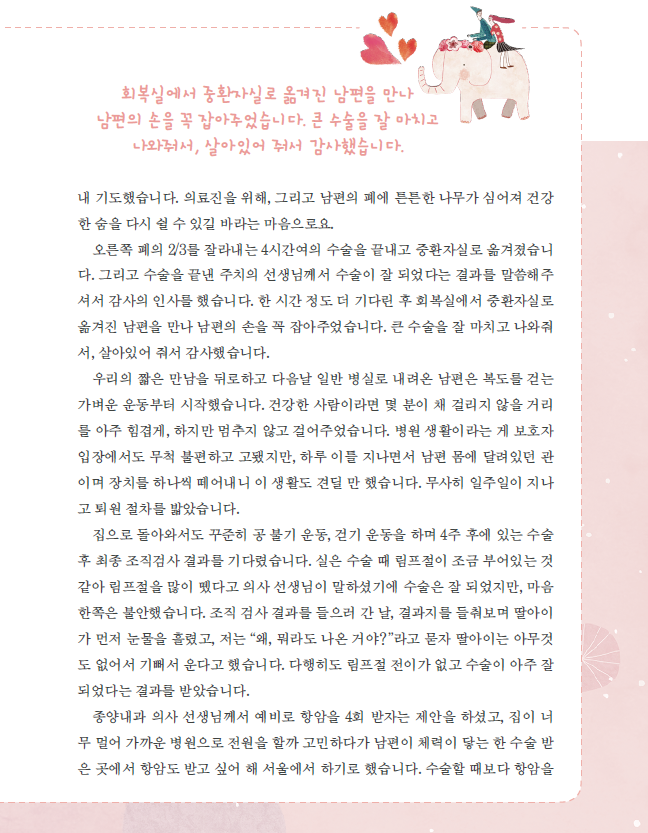 회복실에서 중환자실로 옮겨진 남편을 만나
남편의 손을 꼭 잡아주었습니다. 큰 수술을 잘 마치고
나와줘서, 살아있어 줘서 감사했습니다.
내 기도했습니다. 의료진을 위해, 그리고 남편의 폐에 튼튼한 나무가 심어져 건강
한 숨을 다시 쉴 수 있길 바라는 마음으로요.
오른쪽 폐의 2/3를 잘라내는 4시간여의 수술을 끝내고 중환자실로 옮겨졌습니
다. 그리고 수술을 끝낸 주치의 선생님께서 수술이 잘 되었다는 결과를 말씀해주
셔서 감사의 인사를 했습니다. 한 시간 정도 더 기다린 후 회복실에서 중환자실로
옮겨진 남편을 만나 남편의 손을 꼭 잡아주었습니다. 큰 수술을 잘 마치고 나와줘
서, 살아있어 줘서 감사했습니다.
우리의 짧은 만남을 뒤로하고 다음날 일반 병실로 내려온 남편은 복도를 걷는
가벼운 운동부터 시작했습니다. 건강한 사람이라면 몇 분이 채 걸리지 않을 거리
를 아주 힘겹게, 하지만 멈추지 않고 걸어주었습니다. 병원 생활이라는 게 보호자
입장에서도 무척 불편하고 고됐지만, 하루 이틀 지나면서 남편 몸에 달려있던 관
이며 장치를 하나씩 떼어내니 이 생활도 견딜 만 했습니다. 무사히 일주일이 지나
고 퇴원 절차를 밟았습니다.
집으로 돌아와서도 꾸준히 공 불기 운동, 걷기 운동을 하며 4주 후에 있는 수술
후 최종 조직검사 결과를 기다렸습니다. 실은 수술 때 림프절이 조금 부어있는 것
같아 림프절을 많이 뗐다고 의사 선생님이 말하셨기에 수술은 잘 되었지만, 마음
한쪽은 불안했습니다. 조직 검사 결과를 들으러 간 날, 결과지를 들춰보며 딸아이
가 먼저 눈물을 흘렸고, 저는 “왜, 뭐라도 나온 거야?”라고 묻자 딸아이는 아무것
도 없어서 기뻐서 운다고 했습니다. 다행히도 림프절 전이가 없고 수술이 아주 잘
되었다는 결과를 받았습니다.
종양내과 의사 선생님께서 예비로 항암을 4회 받자는 제안을 하셨고, 집이 너
무 멀어 가까운 병원으로 전원을 할까 고민하다가 남편이 체력이 닿는 한 수술 받
은 곳에서 항암도 받고 싶어 해 서울에서 하기로 했습니다. 수술할 때보다 항암을